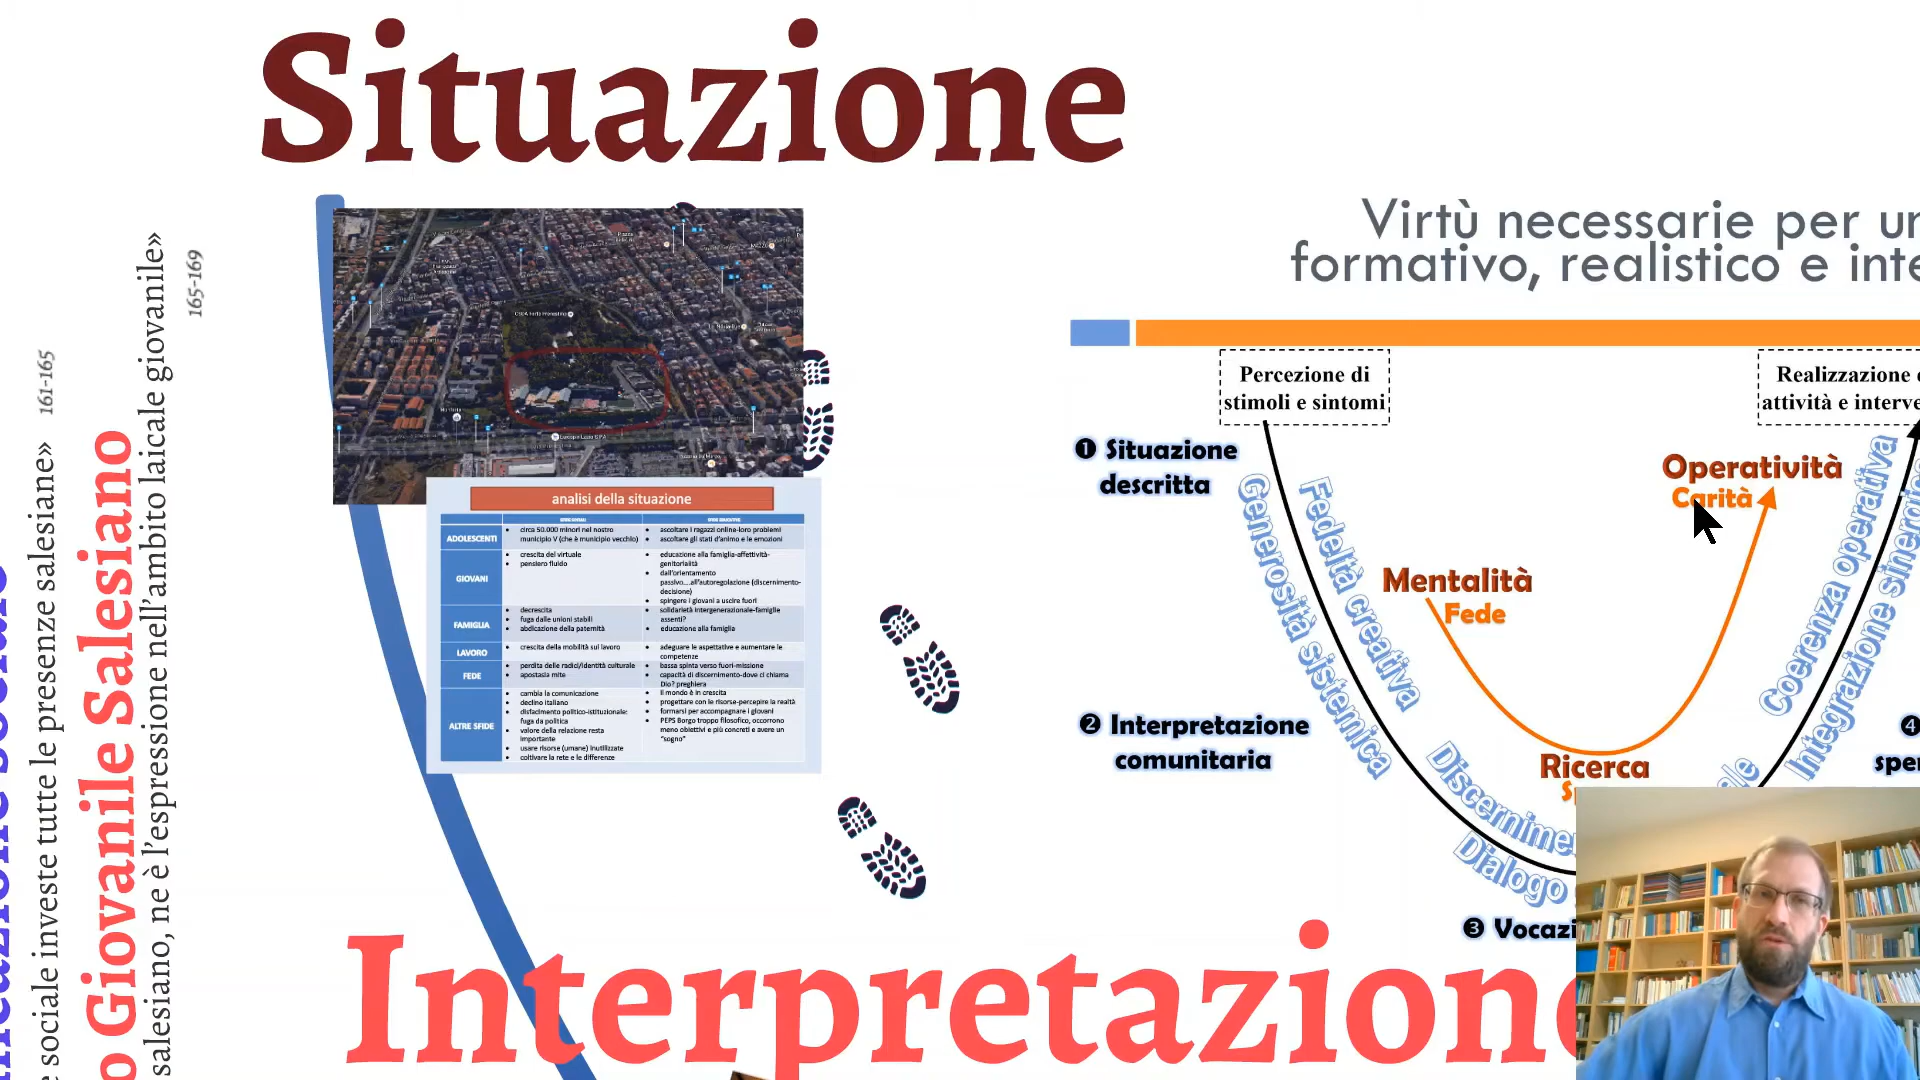 Situazione
icazione sociale
e sociale investe tutte le presenze salesiane» 161-165
o Giovanile Salesiano
salesiano, ne è l'espressione nell'ambito laicale giovanile»
165-169
analisi della situazione
ADOLESCENTI
circa 50.000 minori nel nostro
municipio V (che è municipio vecchio)
ascoltare i ragazzi online-loro problemi
ascoltare gli stati d'animo e le emozioni
GIOVANI
crescita del virtuale
pensiero fluido
educazione alla famiglia-affettività-
genitorialità
dall'orientamento
passivo....all'autoregolazione (discernimento-
decisione)
spingere i giovani a uscire fuori
FAMIGLIA
decrescita
fuga dalle unioni stabili
abdicazione della paternità
solidarietà intergenerazionale-famiglie
assenti?
educazione alla famiglia
LAVORO
crescita della mobilità sul lavoro
adeguare le aspettative e aumentare le
competenze
FEDE
perdita delle radici/identità culturale
apostasia mite
bassa spinta verso fuori-missione
capacità di discernimento-dove ci chiama
Dio? preghiera
ALTRE SFIDE
cambia la comunicazione
declino italiano
disfacimento politico-istituzionale:
fuga da politica
valore della relazione resta
importante
usare risorse (umane) inutilizzate
coltivare la rete e le differenze
il mondo è in crescita
progettare con le risorse-percepire la realtà
formarsi per accompagnare i giovani
PEPS Borgo troppo filosofico, occorrono
meno obiettivi e più concreti e avere un
"sogno"
Virtù necessarie per un
formativo, realistico e inte
Percezione di
stimoli e sintomi
Realizzazione
attività e interve
❶ Situazione
descritta
Operatività
Carità
Generosità sistemica
Fedeltà creativa
Coerenza operativa
Integrazione sinergica
Mentalità
Fede
❷ Interpretazione
comunitaria
❹
sper
Ricerca
Discernime
Dialogo
❸ Vocazi
Interpretazione